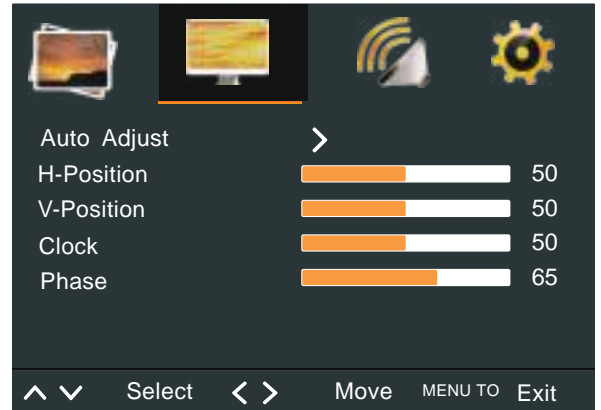 Auto Adjust
H-Position 50
V-Position 50
Clock 50
Phase 65
Select Move MENU TO Exit